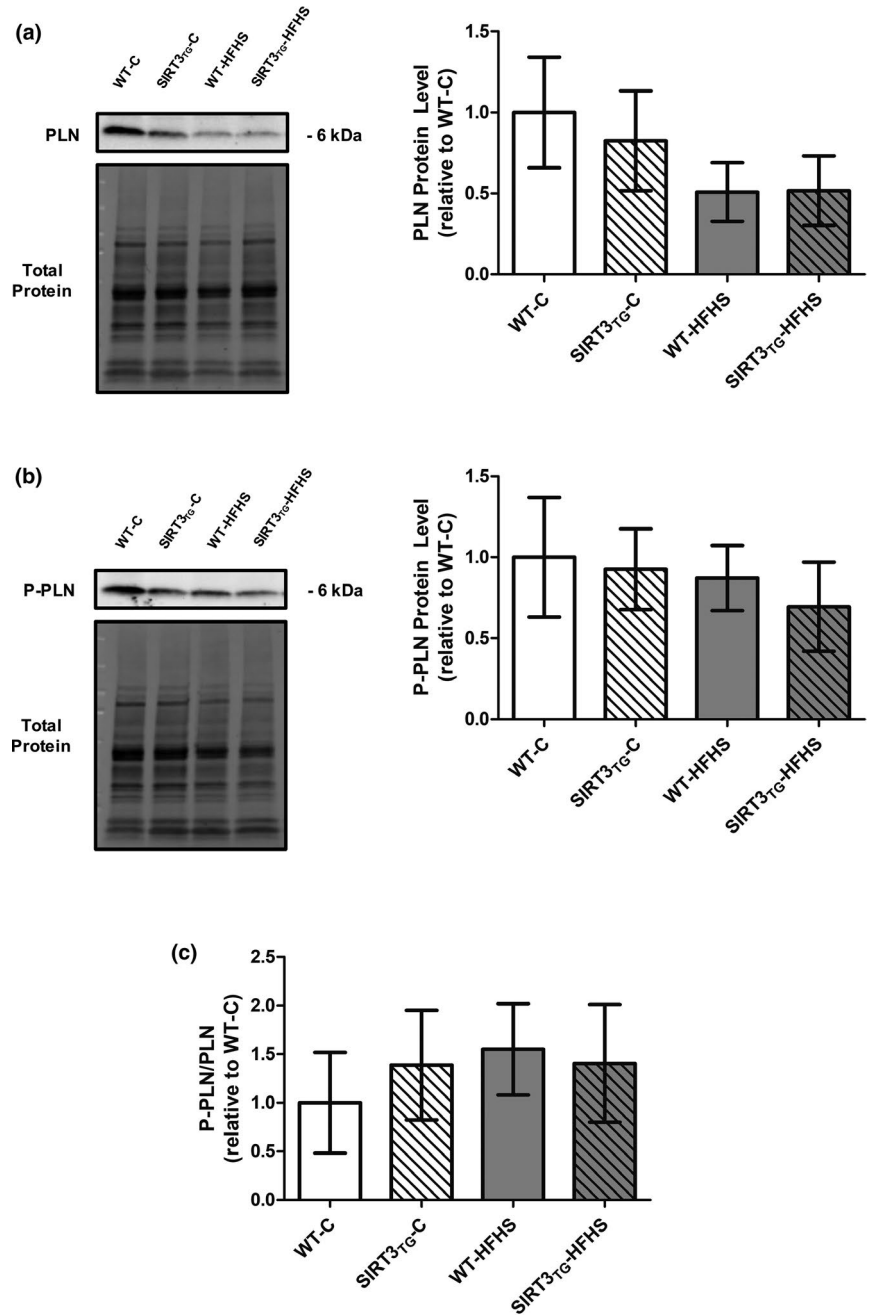 (a)
WT-C
SIRT3TG-C
WT-HFHS
SIRT3TG-HFHS
PLN
- 6 kDa
Total
Protein
PLN Protein Level
(relative to WT-C)
1.5
1.0
0.5
0.0
WT-C
SIRT3TG-C
WT-HFHS
SIRT3TG-HFHS
(b)
WT-C
SIRT3TG-C
WT-HFHS
SIRT3TG-HFHS
P-PLN
- 6 kDa
Total
Protein
P-PLN Protein Level
(relative to WT-C)
1.5
1.0
0.5
0.0
WT-C
SIRT3TG-C
WT-HFHS
SIRT3TG-HFHS
(c)
P-PLN/PLN
(relative to WT-C)
2.5
2.0
1.5
1.0
0.5
0.0
WT-C
SIRT3TG-C
WT-HFHS
SIRT3TG-HFHS